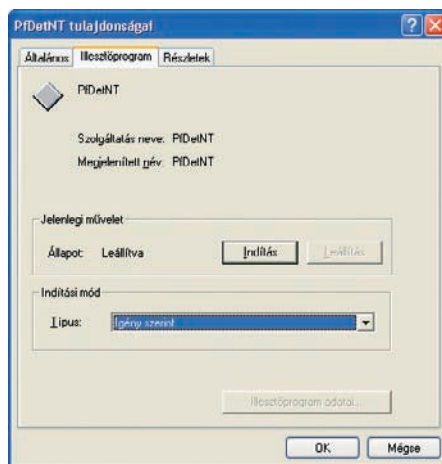 PfDetNT tulajdonságai
Általános Illesztőprogram Részletek
PfDetNT
Szolgáltatás neve: PfDetNT
Megjelenített név: PfDetNT
Jelenlegi művelet
Állapot: Leállítva Indítás Leállítás
Indítási mód
Típus: Igény szerint
Illesztőprogram adatai...
OK Mégse